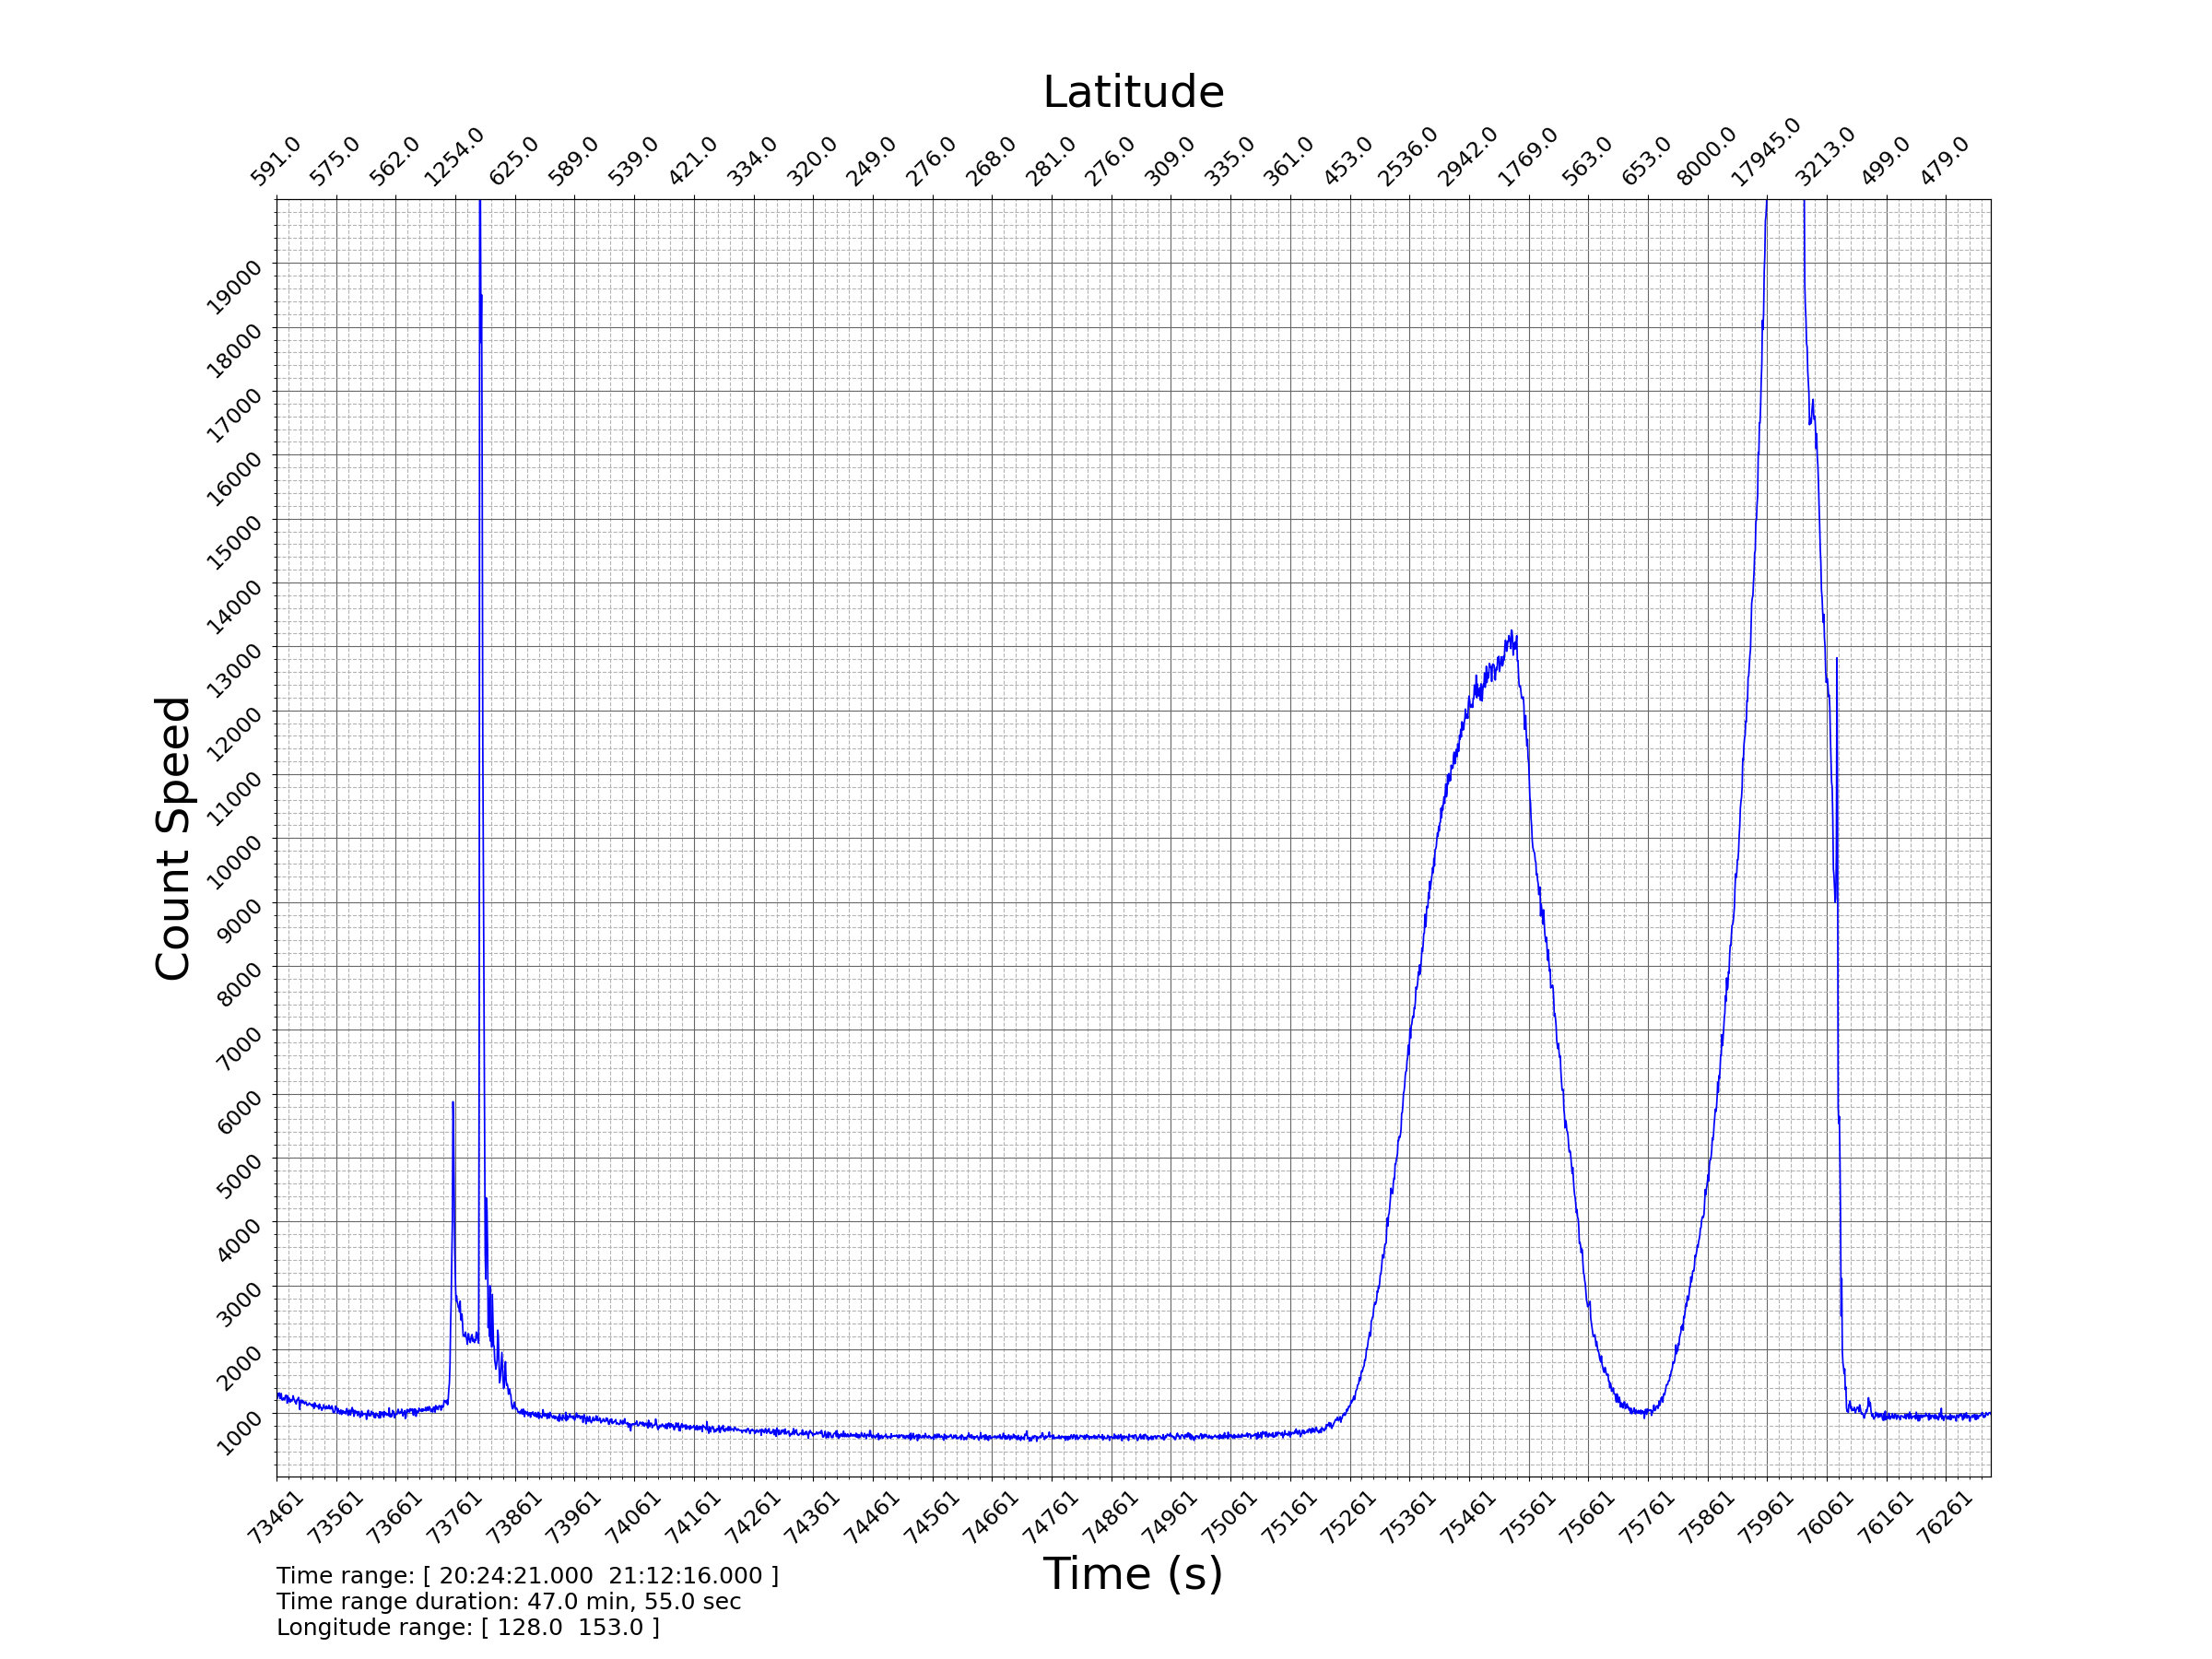 Latitude
591.0 575.0 562.0 1254.0 625.0 589.0 539.0 421.0 334.0 320.0 249.0 276.0 268.0 281.0 276.0 309.0 335.0 361.0 453.0 2536.0 2942.0 1769.0 563.0 653.0 8000.0 17945.0 3213.0 499.0 479.0
19000
18000
17000
16000
15000
14000
13000
12000
11000
10000
9000
8000
7000
6000
5000
4000
3000
2000
1000
Count Speed
73461 73561 73661 73761 73861 73961 74061 74161 74261 74361 74461 74561 74661 74761 74861 74961 75061 75161 75261 75361 75461 75561 75661 75761 75861 75961 76061 76161 76261
Time (s)
Time range: [ 20:24:21.000  21:12:16.000 ]
Time range duration: 47.0 min, 55.0 sec
Longitude range: [ 128.0  153.0 ]